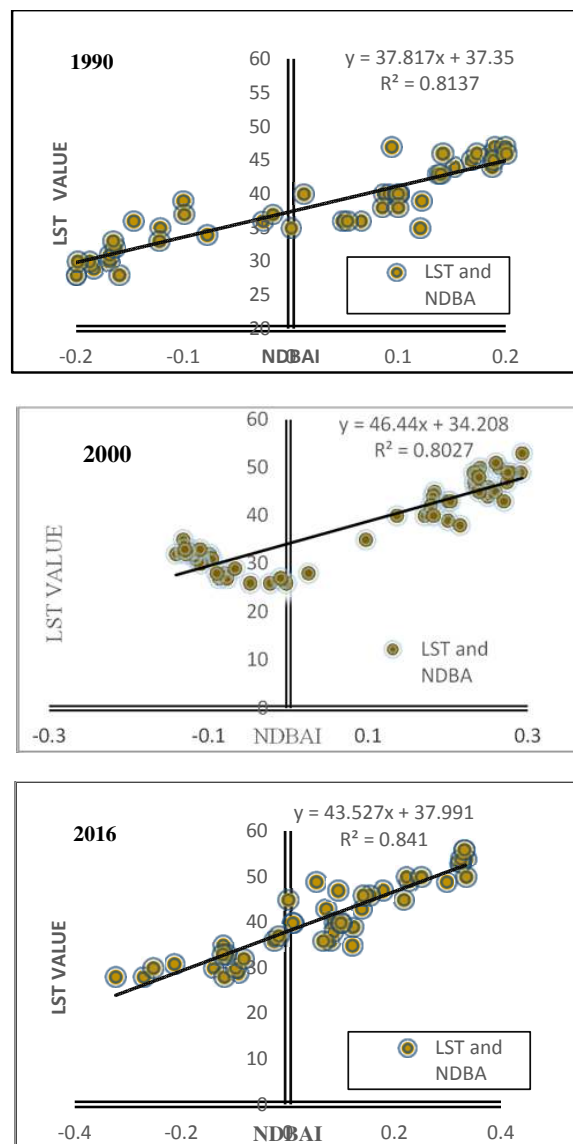 1990
y = 37.817x + 37.35
R² = 0.8137
60
55
50
45
40
35
30
25
20
LST VALUE
LST and
NDBA
-0.2 -0.1 0 0.1 0.2
NDBAI
2000
y = 46.44x + 34.208
R² = 0.8027
60
50
40
30
20
10
0
LST VALUE
LST and
NDBA
-0.3 -0.1 0.1 0.3
NDBAI
2016
y = 43.527x + 37.991
R² = 0.841
60
50
40
30
20
10
0
LST VALUE
LST and
NDBA
-0.4 -0.2 0 0.2 0.4
NDBAI